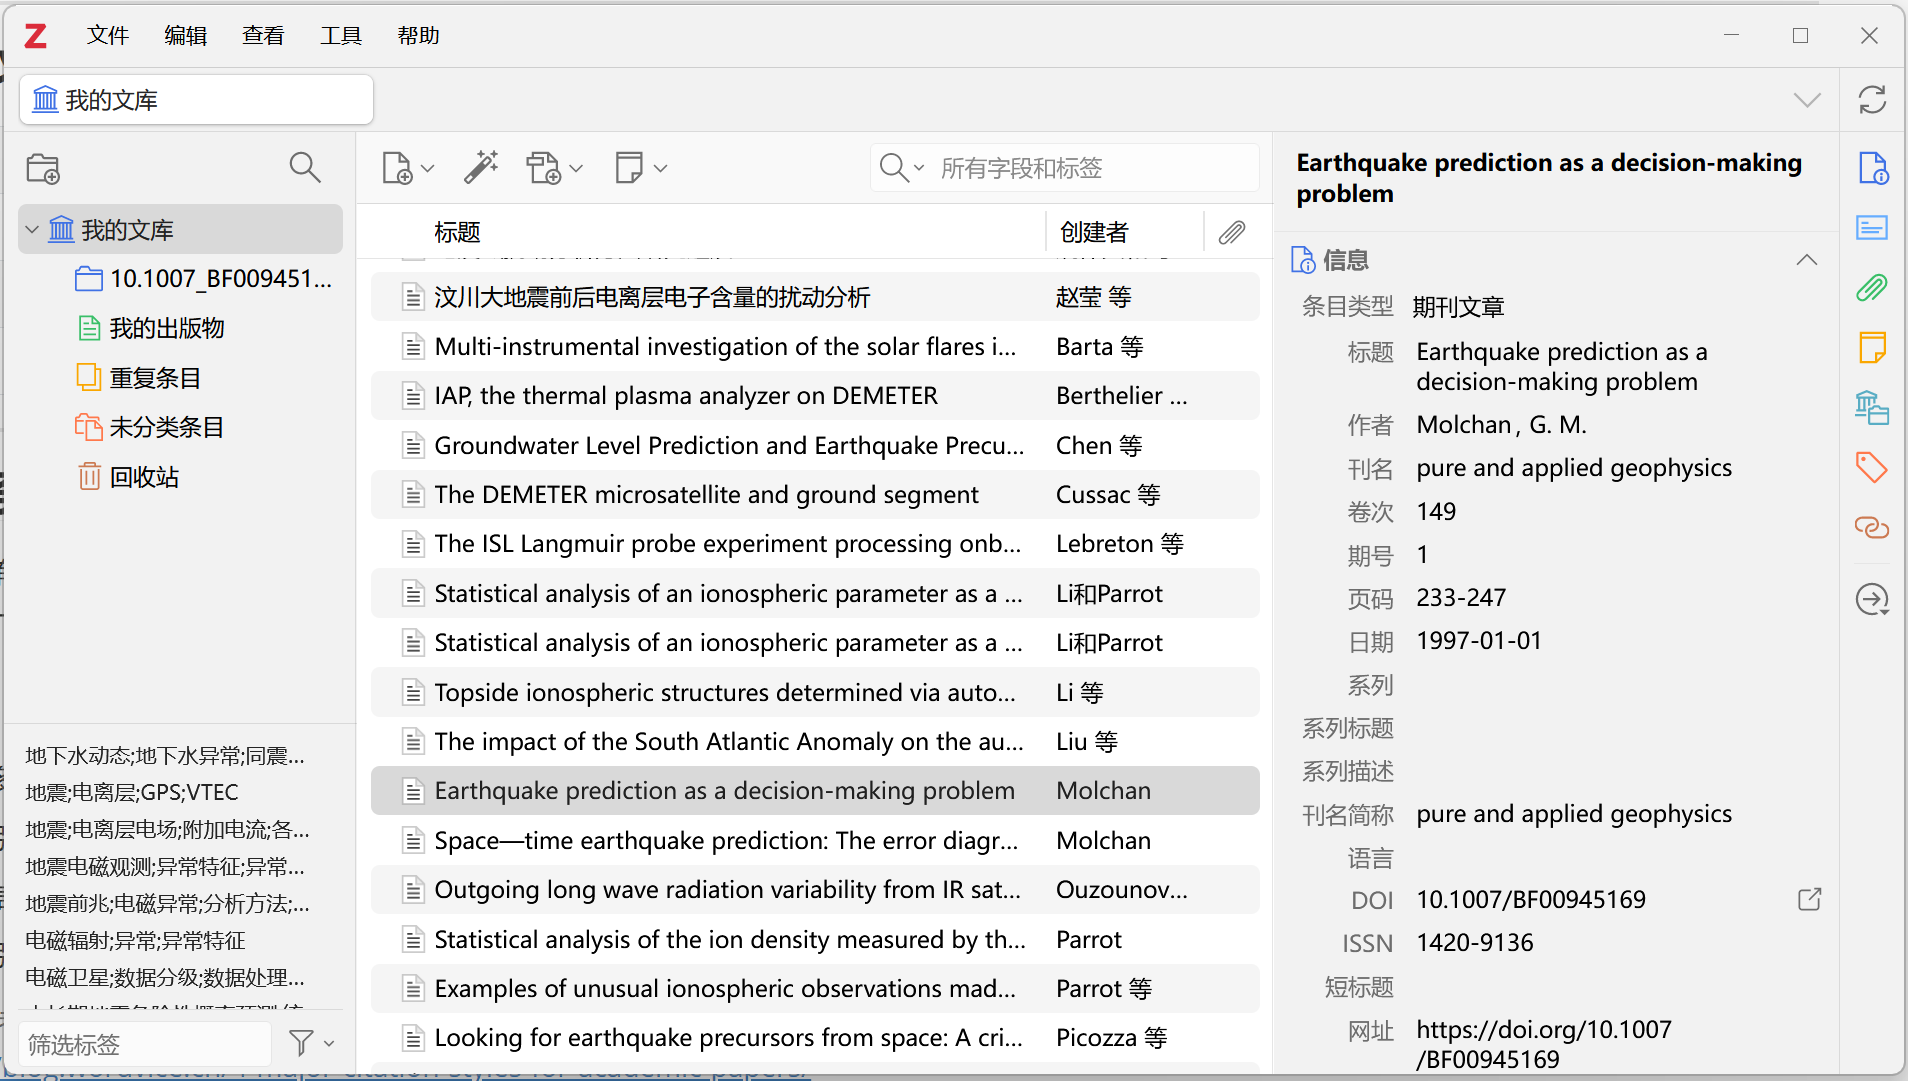 Z 文件 编辑 查看 工具 帮助
我的文库
我的文库
10.1007_BF009451...
我的出版物
重复条目
未分类条目
回收站
地下水动态;地下水异常;同震...
地震;电离层;GPS;VTEC
地震;电离层电场;附加电流;各...
地震电磁观测;异常特征;异常...
地震前兆;电磁异常;分析方法;...
电磁辐射;异常;异常特征
电磁卫星;数据分级;数据处理...
筛选标签
所有字段和标签
标题 创建者
汶川大地震前后电离层电子含量的扰动分析 赵莹 等
Multi-instrumental investigation of the solar flares i... Barta 等
IAP, the thermal plasma analyzer on DEMETER Berthelier ...
Groundwater Level Prediction and Earthquake Precu... Chen 等
The DEMETER microsatellite and ground segment Cussac 等
The ISL Langmuir probe experiment processing onb... Lebreton 等
Statistical analysis of an ionospheric parameter as a ... Li和Parrot
Statistical analysis of an ionospheric parameter as a ... Li和Parrot
Topside ionospheric structures determined via auto... Li 等
The impact of the South Atlantic Anomaly on the au... Liu 等
Earthquake prediction as a decision-making problem Molchan
Space—time earthquake prediction: The error diagr... Molchan
Outgoing long wave radiation variability from IR sat... Ouzounov...
Statistical analysis of the ion density measured by th... Parrot
Examples of unusual ionospheric observations mad... Parrot 等
Looking for earthquake precursors from space: A cri... Picozza 等
Earthquake prediction as a decision-making
problem
信息
条目类型 期刊文章
标题 Earthquake prediction as a
decision-making problem
作者 Molchan, G. M.
刊名 pure and applied geophysics
卷次 149
期号 1
页码 233-247
日期 1997-01-01
系列
系列标题
系列描述
刊名简称 pure and applied geophysics
语言
DOI 10.1007/BF00945169
ISSN 1420-9136
短标题
网址 https://doi.org/10.1007
/BF00945169